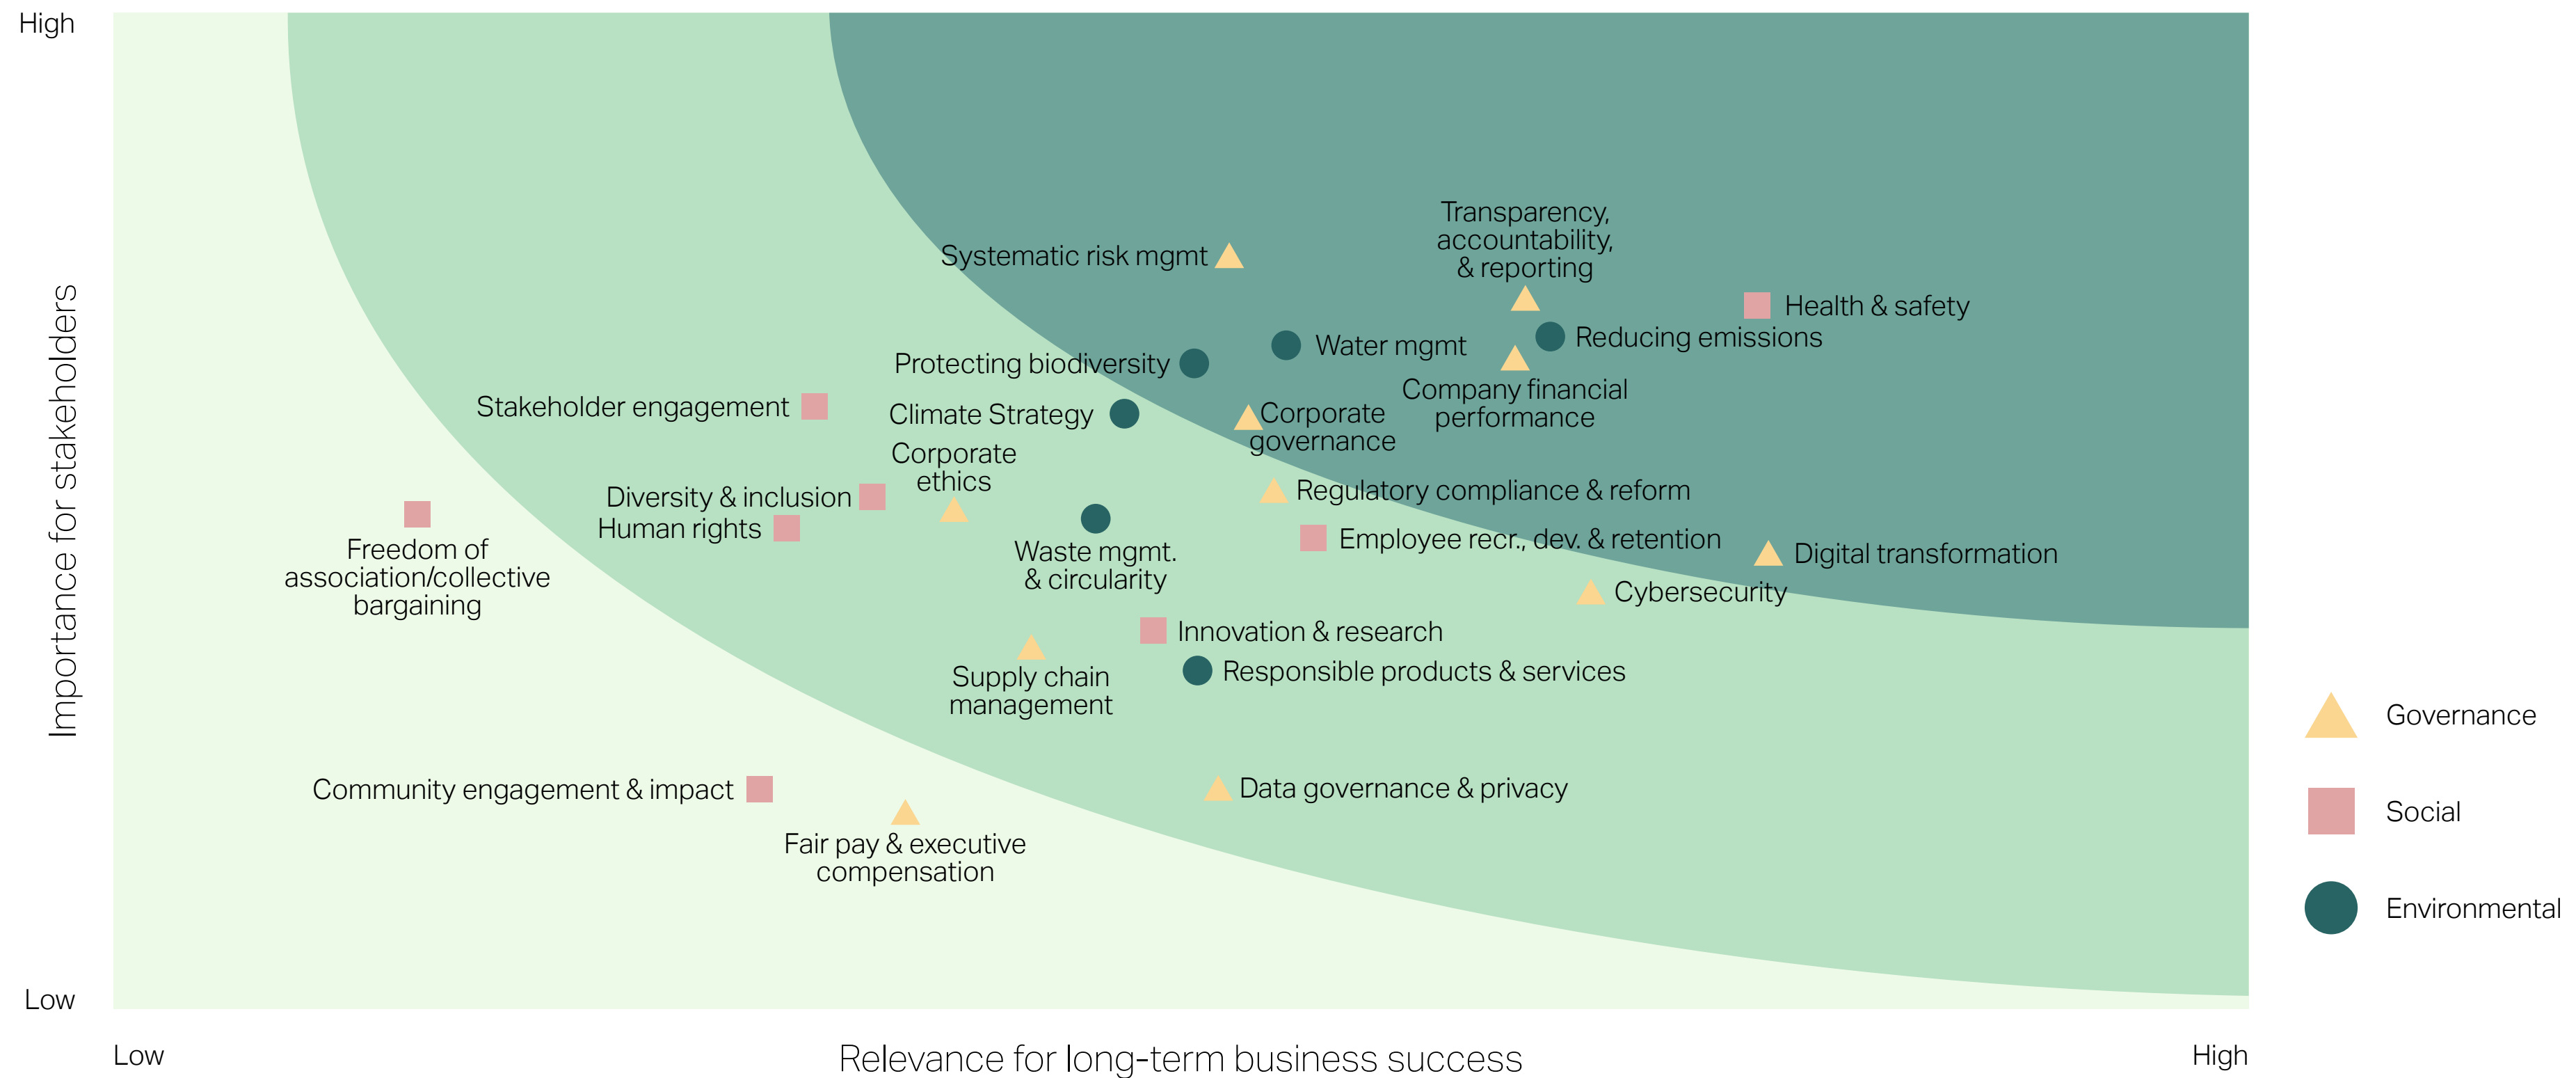 High
Importance for stakeholders
Low
Transparency,
accountability,
& reporting
Systematic risk mgmt
Health & safety
Reducing emissions
Water mgmt
Protecting biodiversity
Company financial
performance
Stakeholder engagement
Climate Strategy
Corporate
governance
Corporate
ethics
Diversity & inclusion
Regulatory compliance & reform
Human rights
Freedom of
association/collective
bargaining
Waste mgmt.
& circularity
Employee recr., dev. & retention
Digital transformation
Cybersecurity
Innovation & research
Supply chain
management
Responsible products & services
Community engagement & impact
Data governance & privacy
Fair pay & executive
compensation
Governance
Social
Environmental
Low
Relevance for long-term business success
High